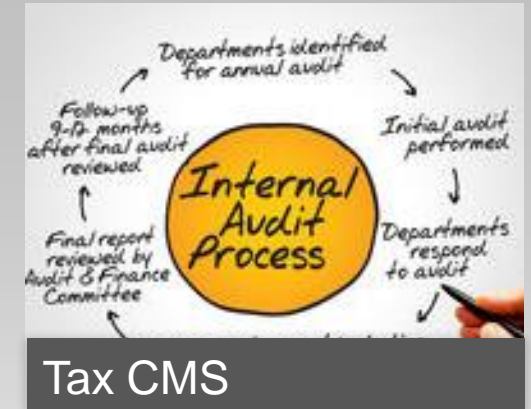 Departments identified
for annual audit
Initial audit
performed
Departments
respond
to audit
Final report
reviewed by
Audit & Finance
Committee
Follow-up
9-12 months
after final audit
reviewed
Internal
Audit
Process
Tax CMS